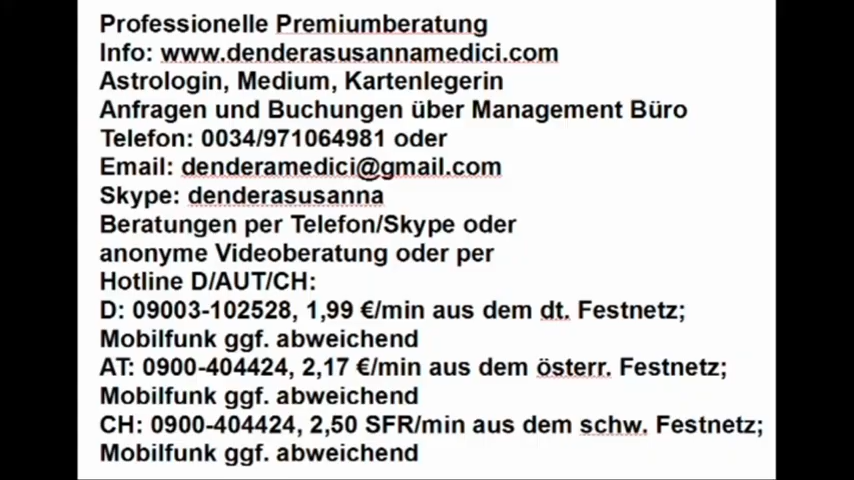 Professionelle Premiumberatung
Info: www.denderasusannamedici.com
Astrologin, Medium, Kartenlegerin
Anfragen und Buchungen über Management Büro
Telefon: 0034/971064981 oder
Email: denderamedici@gmail.com
Skype: denderasusanna
Beratungen per Telefon/Skype oder
anonyme Videoberatung oder per
Hotline D/AUT/CH:
D: 09003-102528, 1,99 €/min aus dem dt. Festnetz;
Mobilfunk ggf. abweichend
AT: 0900-404424, 2,17 €/min aus dem österr. Festnetz;
Mobilfunk ggf. abweichend
CH: 0900-404424, 2,50 SFR/min aus dem schw. Festnetz;
Mobilfunk ggf. abweichend